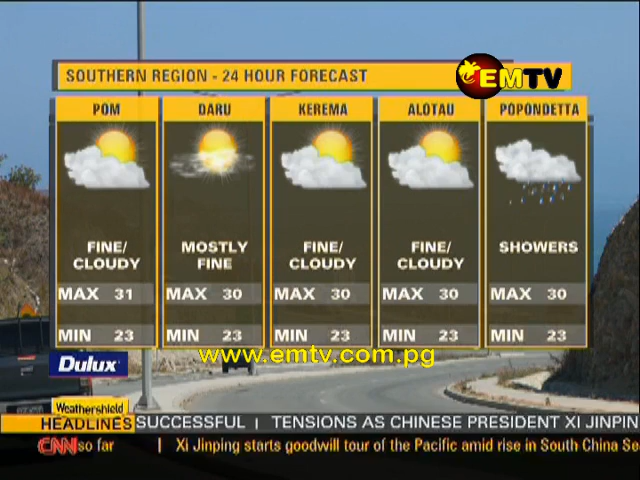 SOUTHERN REGION - 24 HOUR FORECAST
EMTV
POM
FINE/
CLOUDY
MAX 31
MIN 23
DARU
MOSTLY
FINE
MAX 30
MIN 23
KEREMA
FINE/
CLOUDY
MAX 30
MIN 23
ALOTAU
FINE/
CLOUDY
MAX 30
MIN 23
POPONDETTA
SHOWERS
MAX 30
MIN 23
www.emtv.com.pg
Dulux
Weathershield
HEADLINES SUCCESSFUL | TENSIONS AS CHINESE PRESIDENT XI JINPIN
CNN so far | Xi Jinping starts goodwill tour of the Pacific amid rise in South China Se